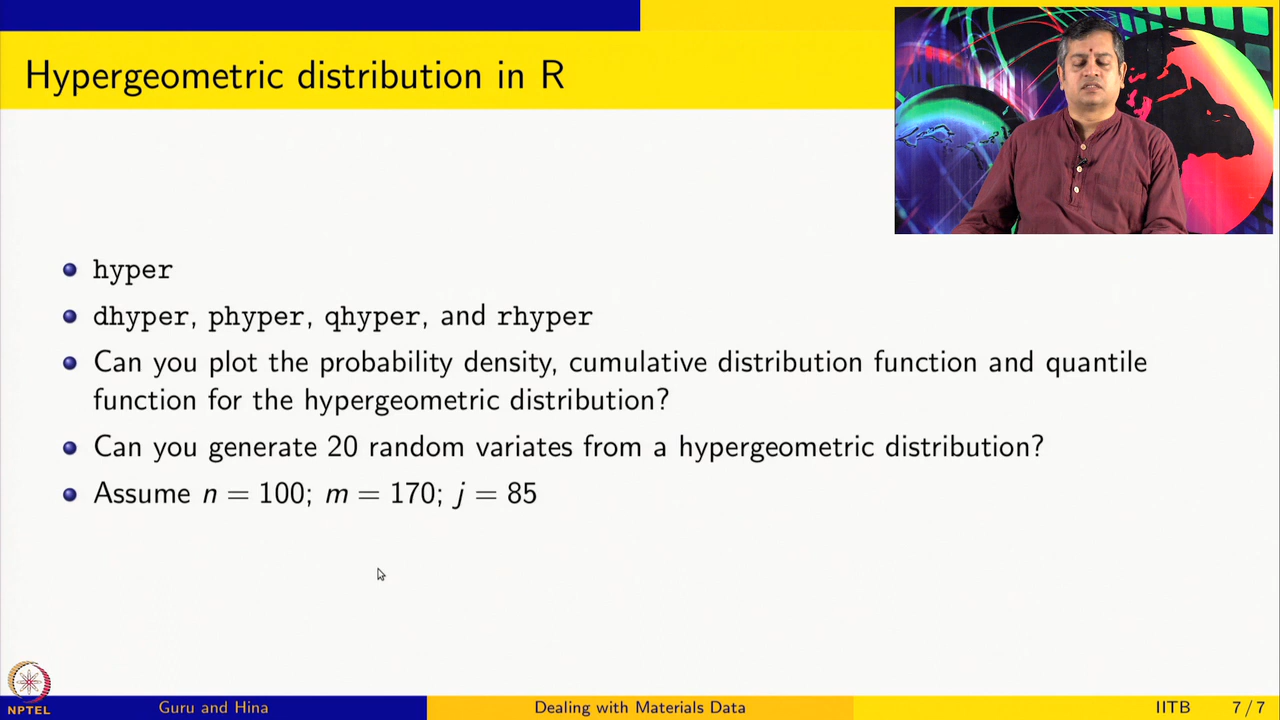 Hypergeometric distribution in R
hyper
dhyper, phyper, qhyper, and rhyper
Can you plot the probability density, cumulative distribution function and quantile
function for the hypergeometric distribution?
Can you generate 20 random variates from a hypergeometric distribution?
Assume n = 100; m = 170; j = 85
NPTEL
Guru and Hina
Dealing with Materials Data
IITB
7 / 7